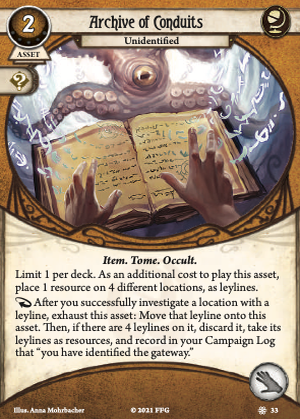 2
Archive of Conduits
Unidentified
ASSET
?
Item. Tome. Occult.
Limit 1 per deck. As an additional cost to play this asset,
place 1 resource on 4 different locations, as leylines.
After you successfully investigate a location with a
leyline, exhaust this asset: Move that leyline onto this
asset. Then, if there are 4 leylines on it, discard it, take its
leylines as resources, and record in your Campaign Log
that “you have identified the gateway.”
Illus. Anna Mohrbacher
© 2021 FFG
33